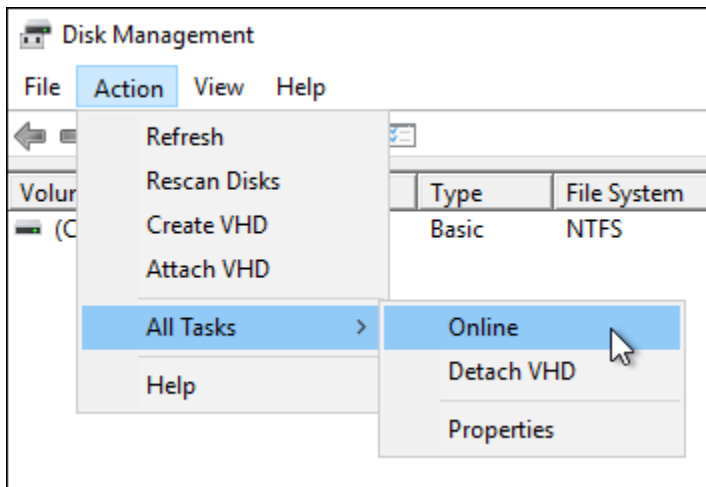 Disk Management
File Action View Help
Refresh
Rescan Disks
Create VHD
Attach VHD
All Tasks
Help
Type File System
Basic NTFS
Online
Detach VHD
Properties